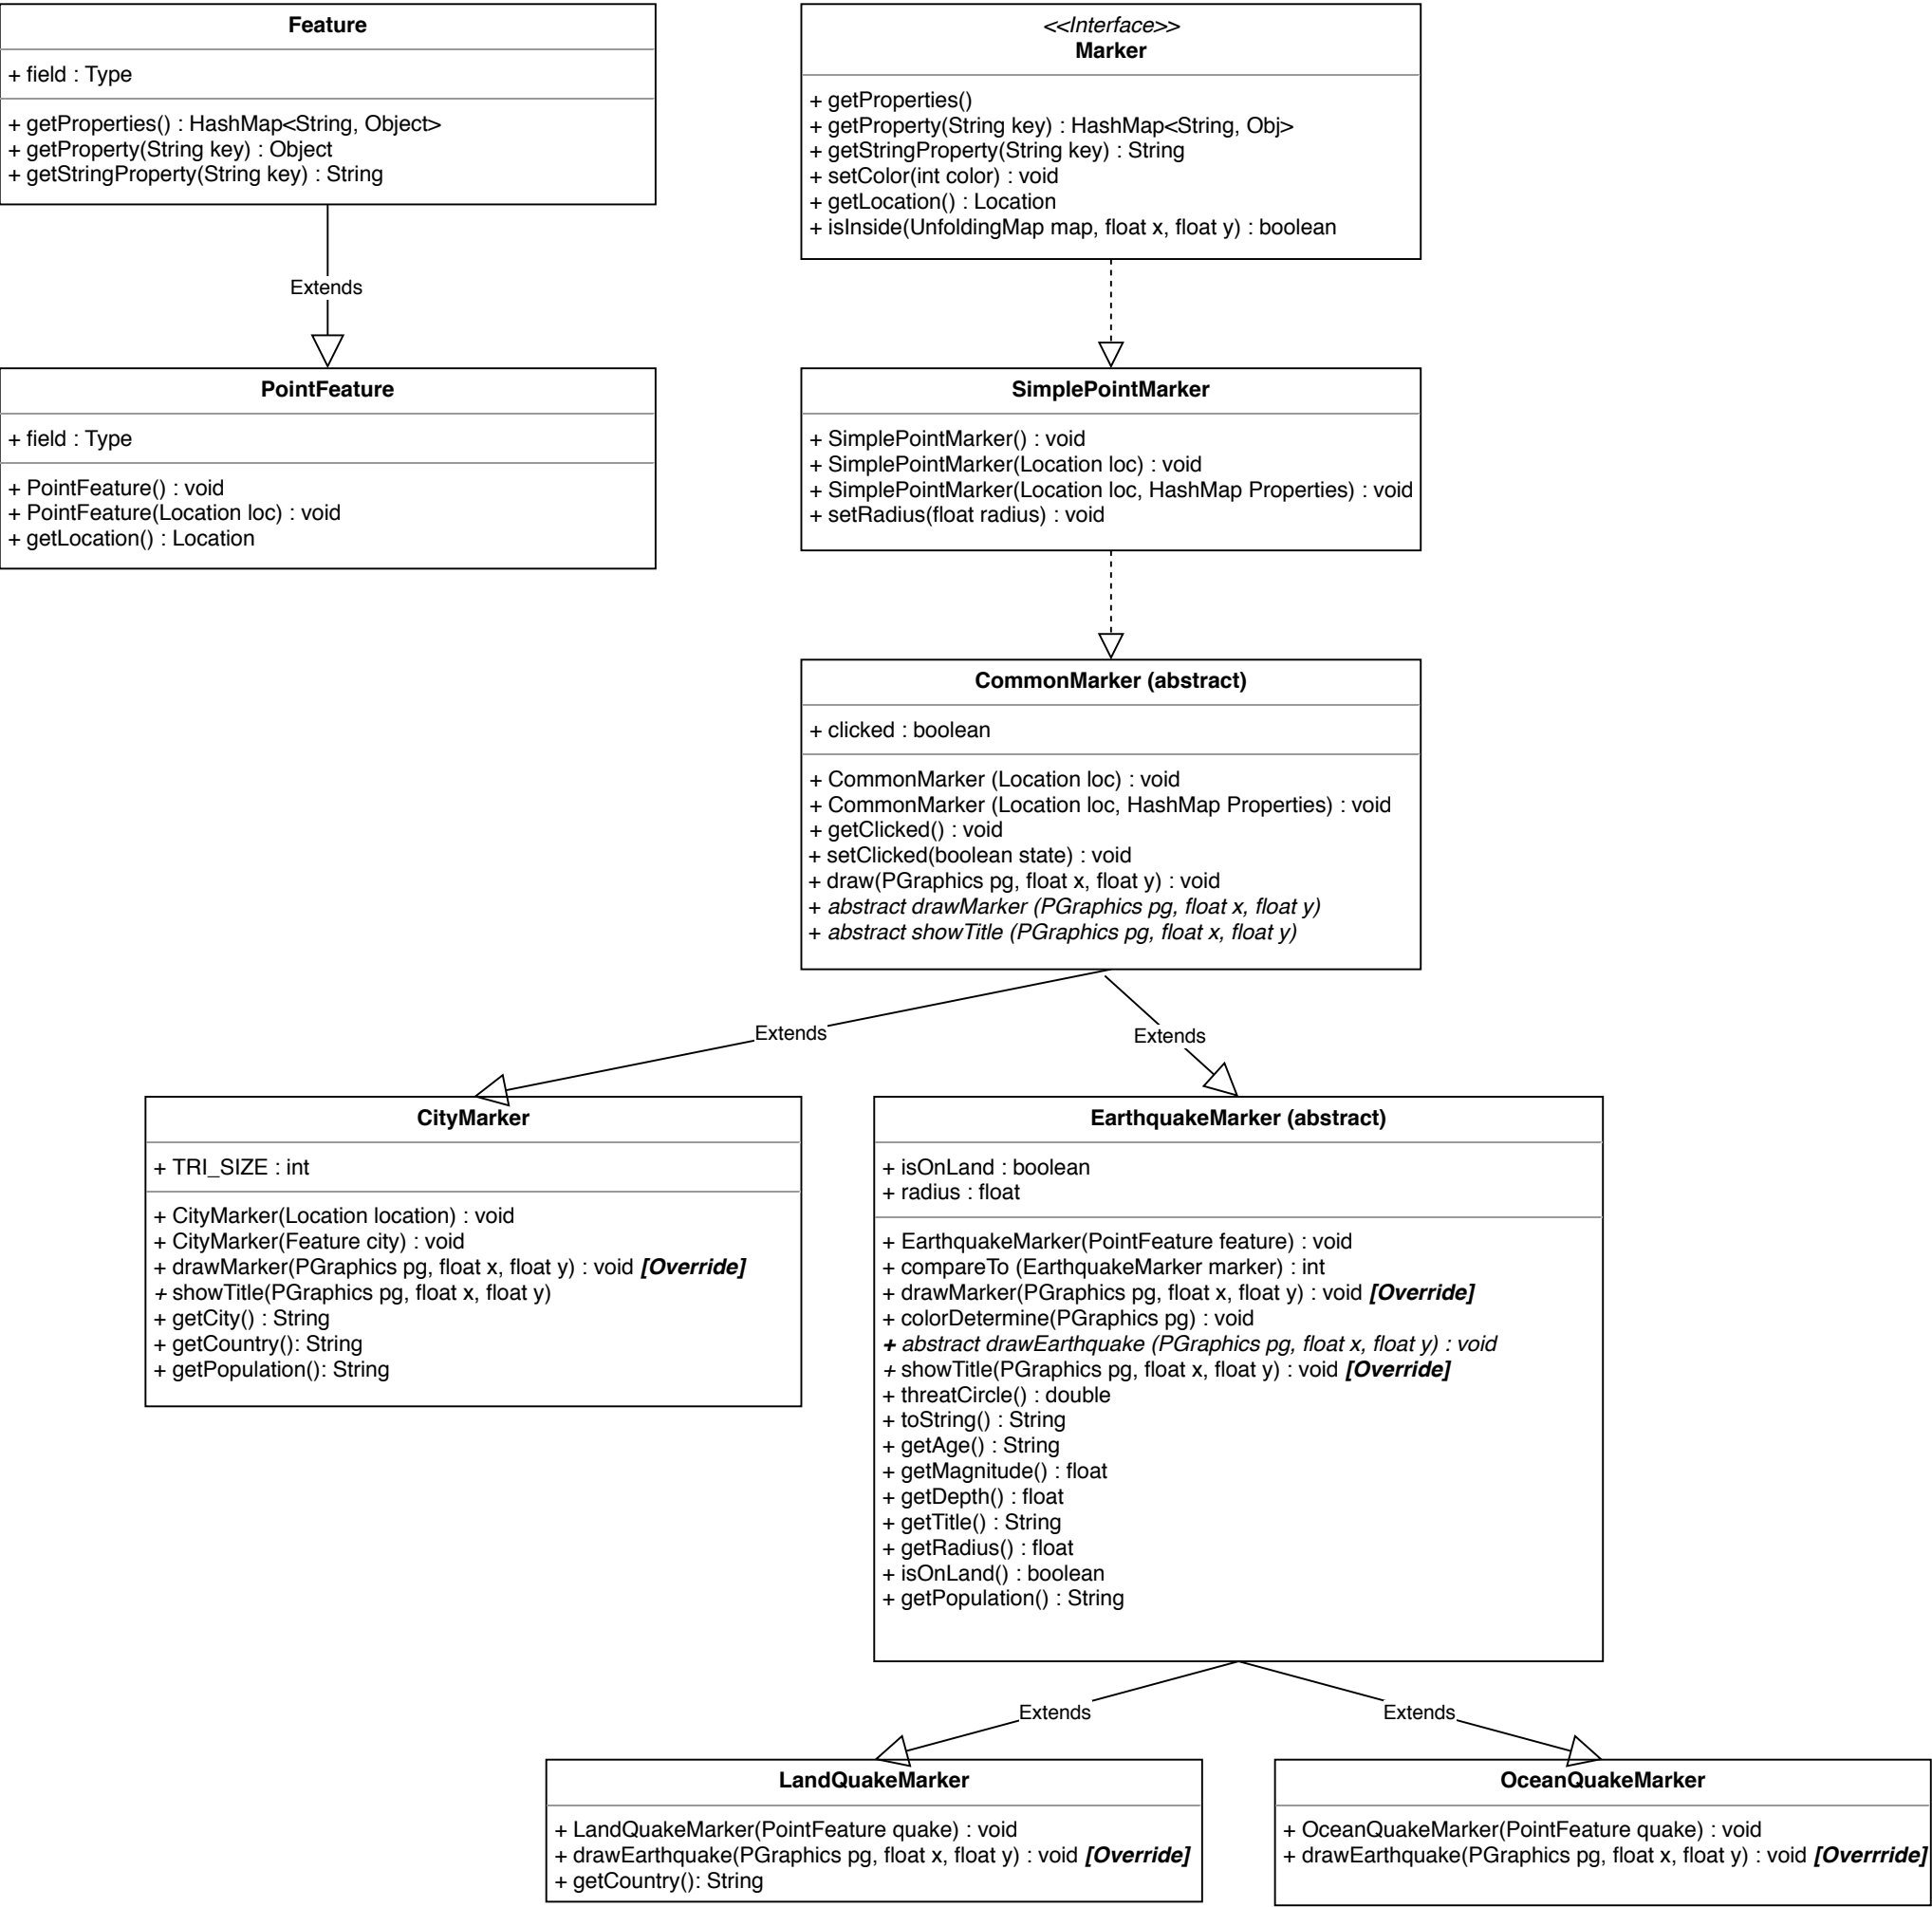 Feature
+ field : Type
+ getProperties() : HashMap<String, Object>
+ getProperty(String key) : Object
+ getStringProperty(String key) : String
Extends
PointFeature
+ field : Type
+ PointFeature() : void
+ PointFeature(Location loc) : void
+ getLocation() : Location
<<Interface>>
Marker
+ getProperties()
+ getProperty(String key) : HashMap<String, Obj>
+ getStringProperty(String key) : String
+ setColor(int color) : void
+ getLocation() : Location
+ isInside(UnfoldingMap map, float x, float y) : boolean
SimplePointMarker
+ SimplePointMarker() : void
+ SimplePointMarker(Location loc) : void
+ SimplePointMarker(Location loc, HashMap Properties) : void
+ setRadius(float radius) : void
CommonMarker (abstract)
+ clicked : boolean
+ CommonMarker (Location loc) : void
+ CommonMarker (Location loc, HashMap Properties) : void
+ getClicked() : void
+ setClicked(boolean state) : void
+ draw(PGraphics pg, float x, float y) : void
+ abstract drawMarker (PGraphics pg, float x, float y)
+ abstract showTitle (PGraphics pg, float x, float y)
Extends
Extends
CityMarker
+ TRI_SIZE : int
+ CityMarker(Location location) : void
+ CityMarker(Feature city) : void
+ drawMarker(PGraphics pg, float x, float y) : void [Override]
+ showTitle(PGraphics pg, float x, float y)
+ getCity() : String
+ getCountry(): String
+ getPopulation(): String
EarthquakeMarker (abstract)
+ isOnLand : boolean
+ radius : float
+ EarthquakeMarker(PointFeature feature) : void
+ compareTo (EarthquakeMarker marker) : int
+ drawMarker(PGraphics pg, float x, float y) : void [Override]
+ colorDetermine(PGraphics pg) : void
+ abstract drawEarthquake (PGraphics pg, float x, float y) : void
+ showTitle(PGraphics pg, float x, float y) : void [Override]
+ threatCircle() : double
+ toString() : String
+ getAge() : String
+ getMagnitude() : float
+ getDepth() : float
+ getTitle() : String
+ getRadius() : float
+ isOnLand() : boolean
+ getPopulation() : String
Extends
Extends
LandQuakeMarker
+ LandQuakeMarker(PointFeature quake) : void
+ drawEarthquake(PGraphics pg, float x, float y) : void [Override]
+ getCountry(): String
OceanQuakeMarker
+ OceanQuakeMarker(PointFeature quake) : void
+ drawEarthquake(PGraphics pg, float x, float y) : void [Overrride]